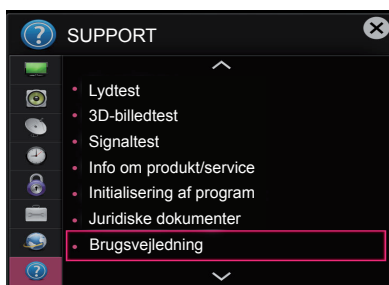 SUPPORT
Lydtest
3D-billedtest
Signaltest
Info om produkt/service
Initialisering af program
Juridiske dokumenter
Brugsvejledning